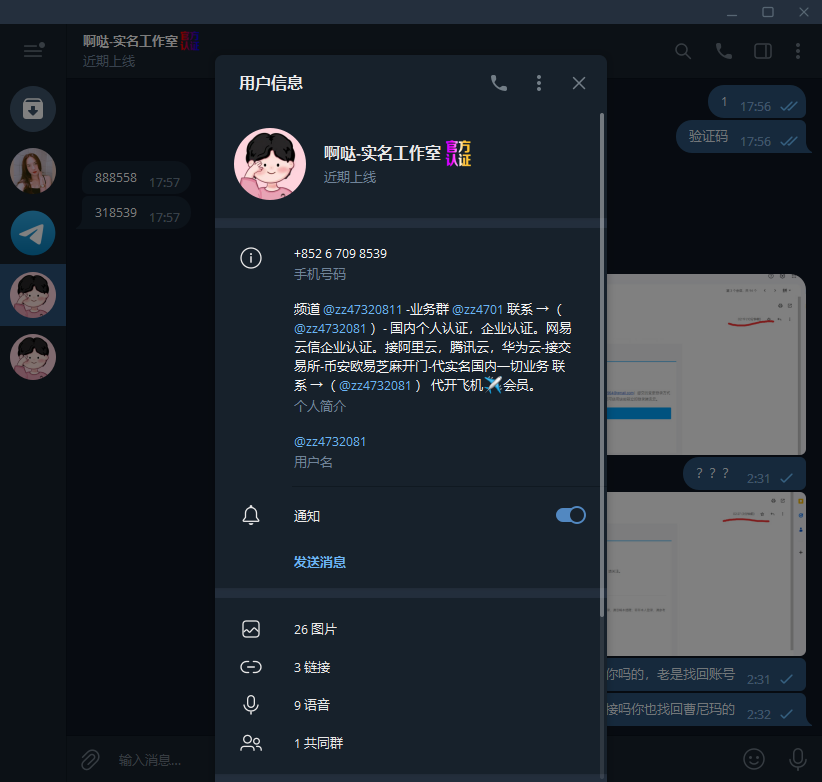 啊哒-实名工作室
近期上线
1 17:56
验证码 17:56
888558 17:57
318539 17:57
用户信息
啊哒-实名工作室 官方认证
近期上线
+852 6 709 8539
手机号码
频道 @zz47320811 -业务群 @zz4701 联系 → （
@zz4732081 ）- 国内个人认证，企业认证。网易
云信企业认证。接阿里云，腾讯云，华为云-接交
易所-币安欧易芝麻开门-代实名国内一切业务 联
系 → （ @zz4732081 ） 代开飞机✈️会员。
个人简介
@zz4732081
用户名
通知
发送消息
26 图片
3 链接
9 语音
1 共同群
？？？ 2:31
你吗的，老是找回账号 2:31
接吗你也找回曹尼玛的 2:32
输入消息...